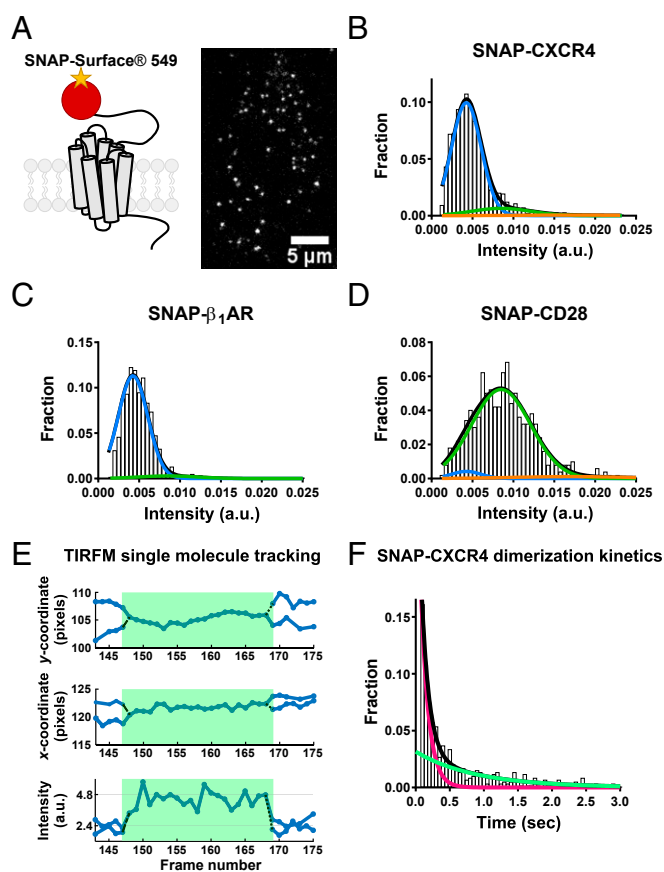 A
SNAP-Surface® 549
5 µm
B
SNAP-CXCR4
Fraction
0.10
0.05
0.00
0.000 0.005 0.010 0.015 0.020 0.025
Intensity (a.u.)
C
SNAP-β₁AR
Fraction
0.15
0.10
0.05
0.00
0.000 0.005 0.010 0.015 0.020 0.025
Intensity (a.u.)
D
SNAP-CD28
Fraction
0.08
0.06
0.04
0.02
0.00
0.000 0.005 0.010 0.015 0.020 0.025
Intensity (a.u.)
E
TIRFM single molecule tracking
y-coordinate
(pixels)
110
105
100
145 150 155 160 165 170 175
x-coordinate
(pixels)
125
120
115
145 150 155 160 165 170 175
Intensity
(a.u.)
4.8
2.4
145 150 155 160 165 170 175
Frame number
F
SNAP-CXCR4 dimerization kinetics
Fraction
0.15
0.10
0.05
0.00
0.0 0.5 1.0 1.5 2.0 2.5 3.0
Time (sec)